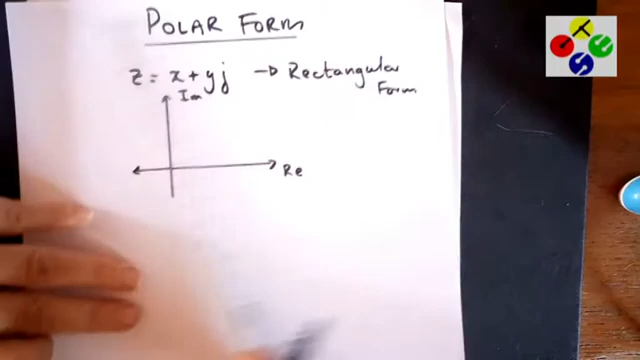 POLAR FORM
z = x + yj → Rectangular
Form
Im
Re